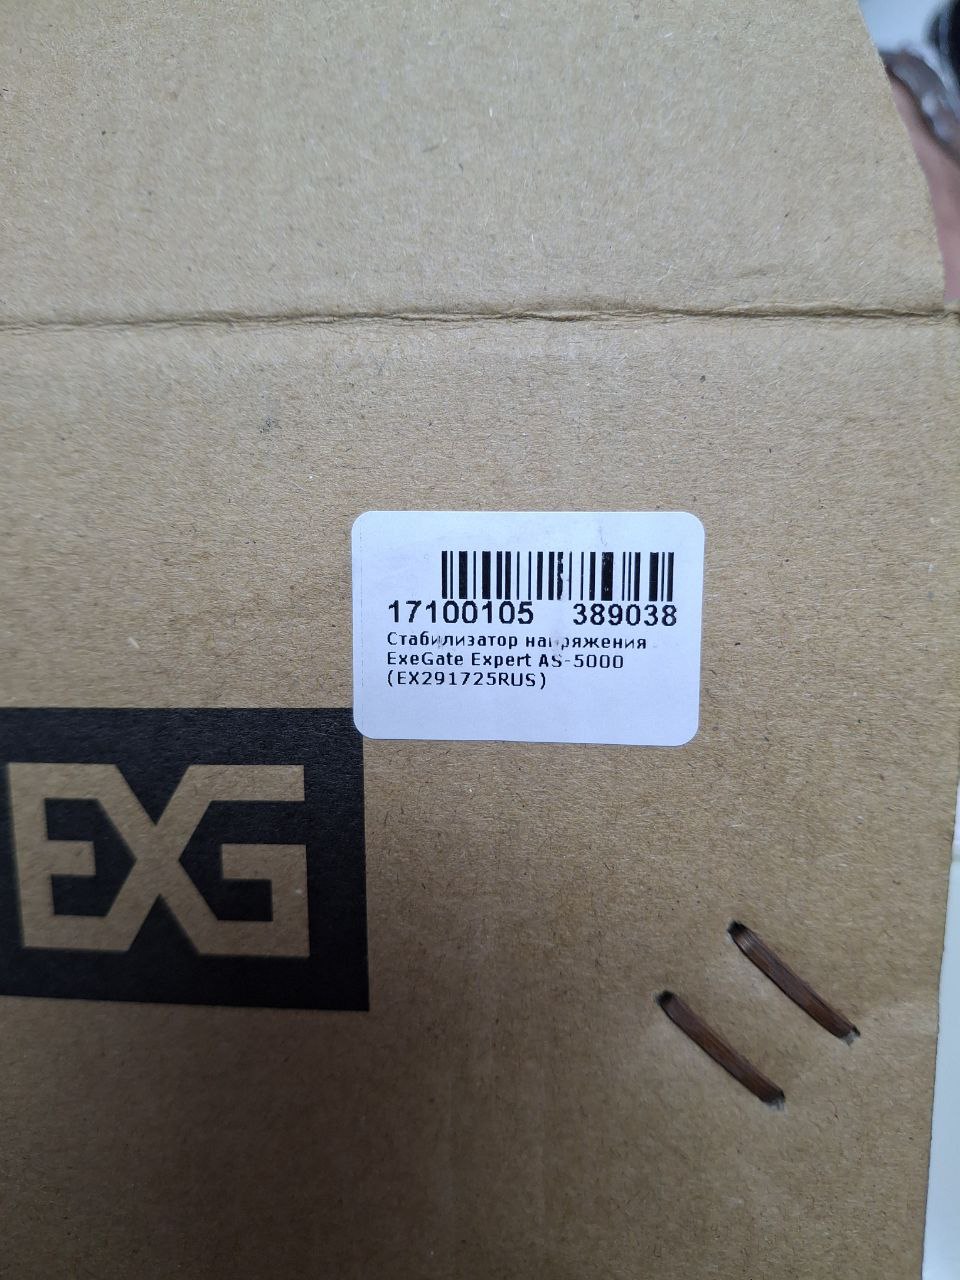 17100105 389038
Стабилизатор напряжения
ExeGate Expert AS-5000
(EX291725RUS)
EXG